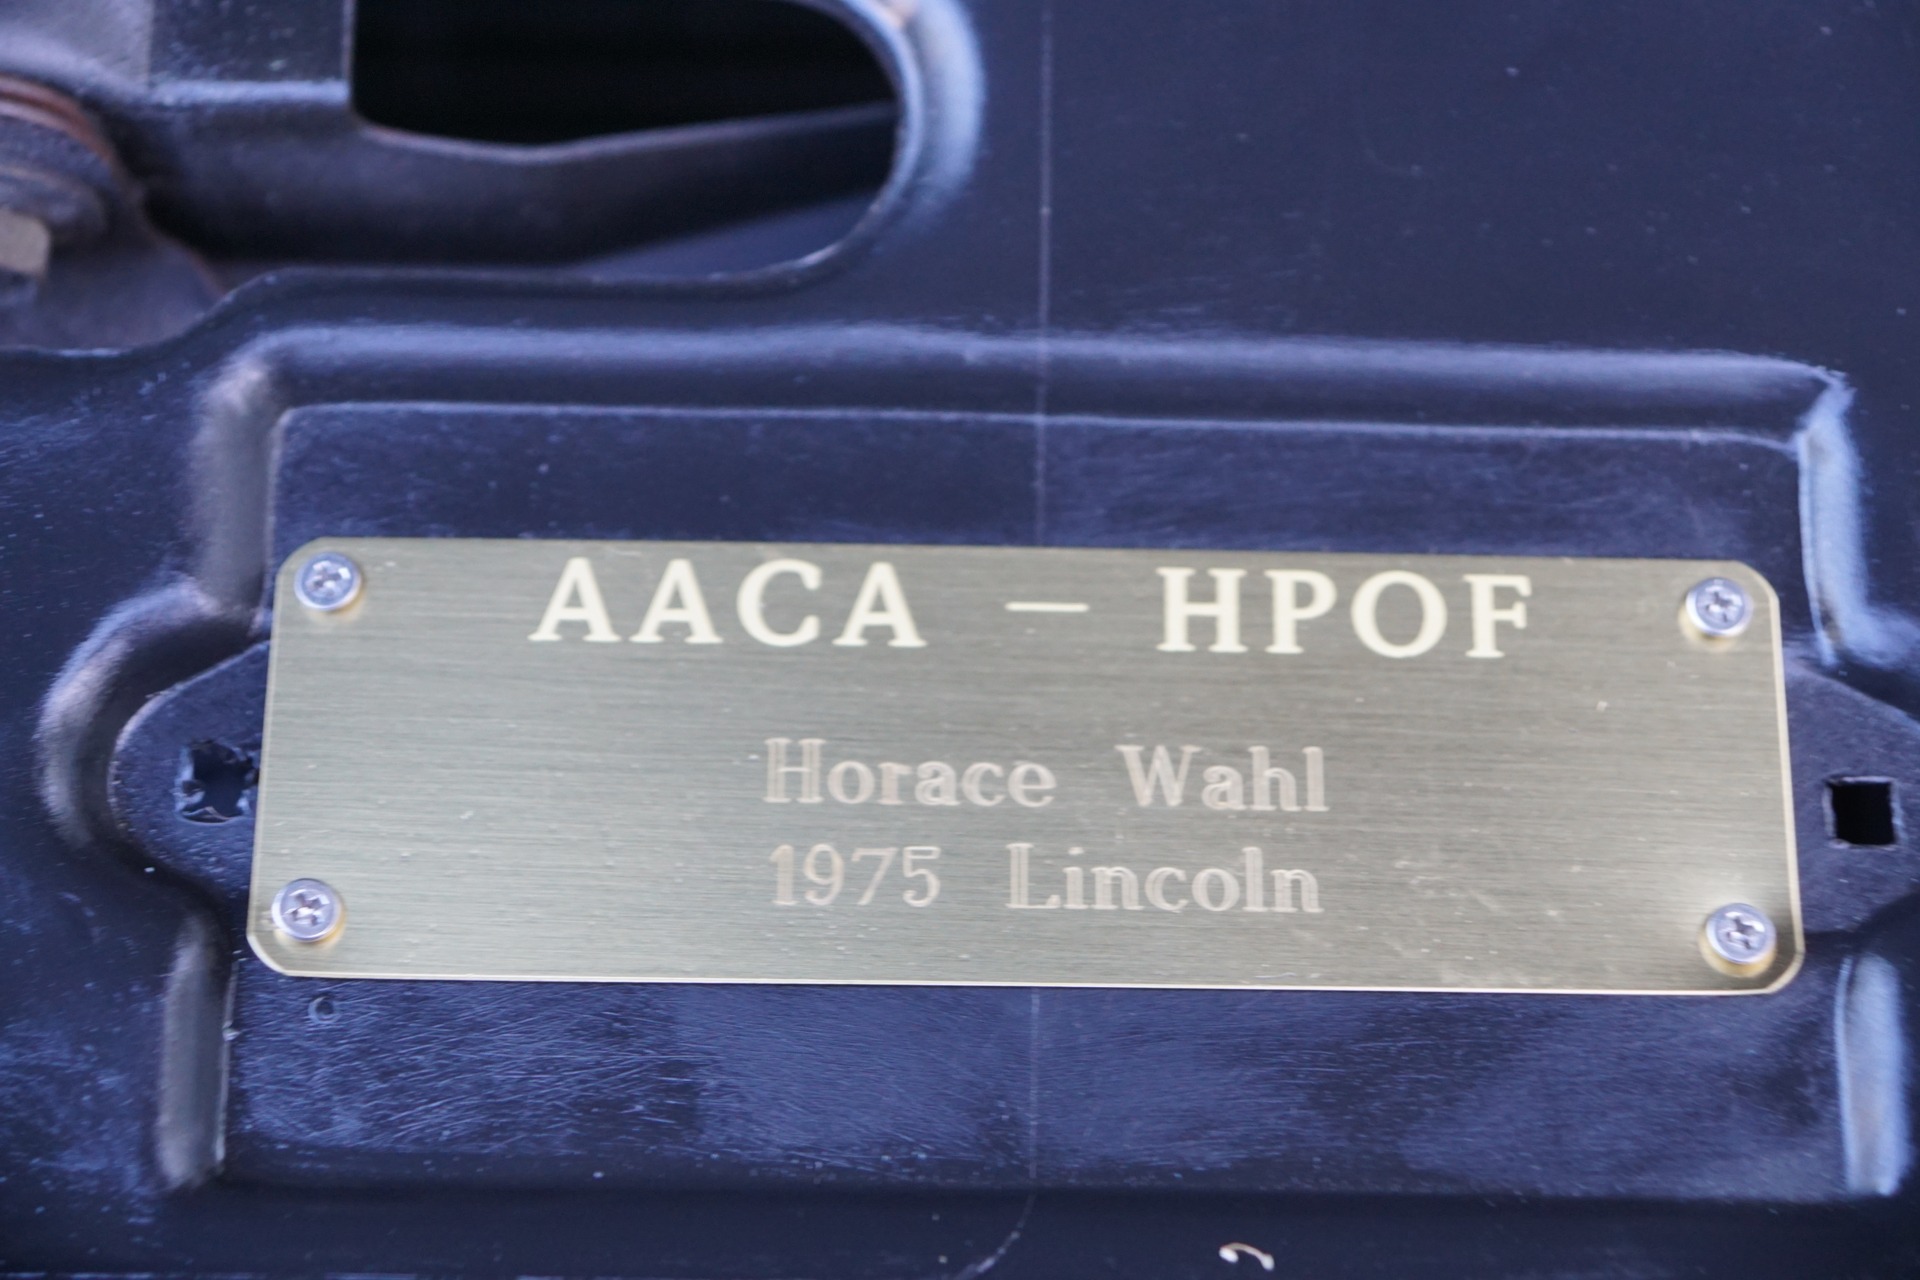 AACA — HPOF
Horace Wahl
1975 Lincoln